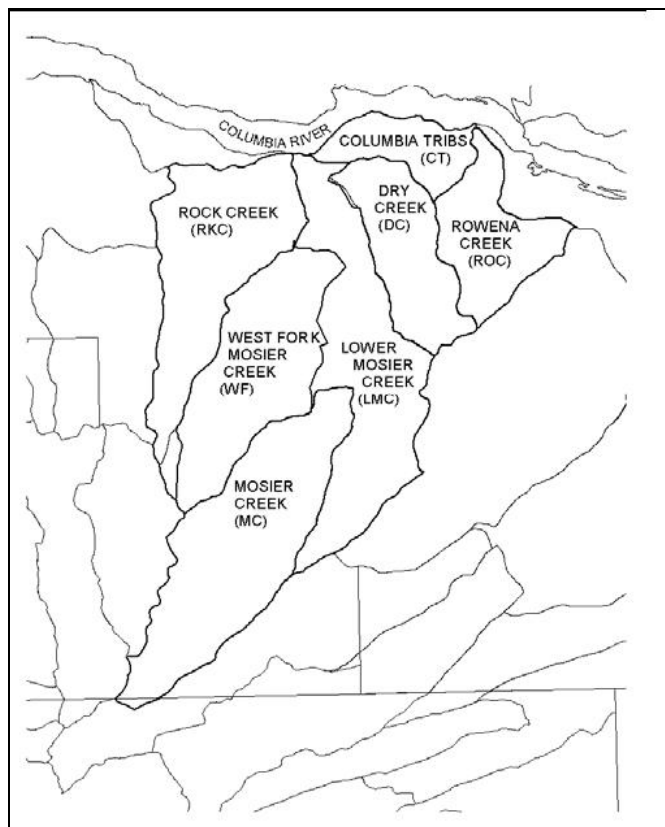 COLUMBIA RIVER
COLUMBIA TRIBS
(CT)
ROCK CREEK
(RKC)
DRY
CREEK
(DC)
ROWENA
CREEK
(ROC)
WEST FORK
MOSIER
CREEK
(WF)
LOWER
MOSIER
CREEK
(LMC)
MOSIER
CREEK
(MC)